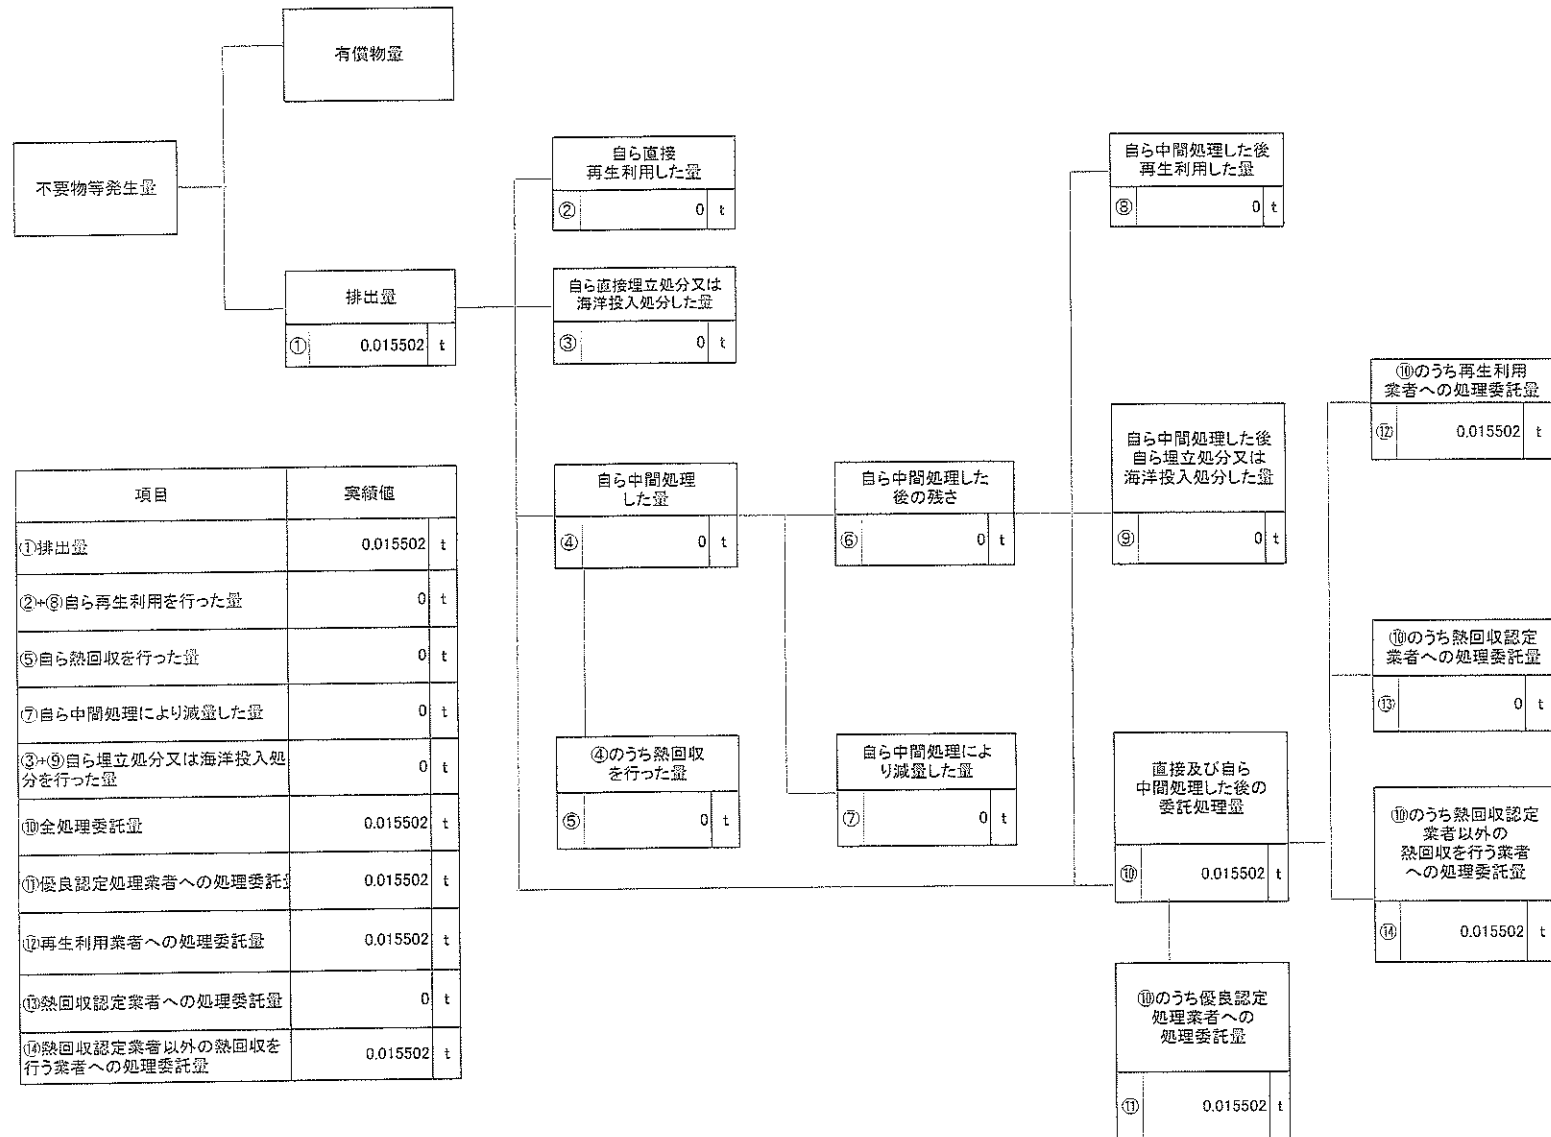 有償物量
不要物等発生量
排出量
① 0.015502 t
自ら直接
再生利用した量
② 0 t
自ら直接埋立処分又は
海洋投入処分した量
③ 0 t
自ら中間処理
した量
④ 0 t
④のうち熱回収
を行った量
⑤ 0 t
自ら中間処理した
後の残さ
⑥ 0 t
自ら中間処理によ
り減量した量
⑦ 0 t
自ら中間処理した後
再生利用した量
⑧ 0 t
自ら中間処理した後
自ら埋立処分又は
海洋投入処分した量
⑨ 0 t
直接及び自ら
中間処理した後の
委託処理量
⑩ 0.015502 t
⑩のうち優良認定
処理業者への
処理委託量
⑪ 0.015502 t
⑩のうち再生利用
業者への処理委託量
⑫ 0.015502 t
⑩のうち熱回収認定
業者への処理委託量
⑬ 0 t
⑩のうち熱回収認定
業者以外の
熱回収を行う業者
への処理委託量
⑭ 0.015502 t
項目 実績値
①排出量 0.015502 t
②+⑧自ら再生利用を行った量 0 t
⑤自ら熱回収を行った量 0 t
⑦自ら中間処理により減量した量 0 t
③+⑨自ら埋立処分又は海洋投入処
分を行った量 0 t
⑩全処理委託量 0.015502 t
⑪優良認定処理業者への処理委託 0.015502 t
⑫再生利用業者への処理委託量 0.015502 t
⑬熱回収認定業者への処理委託量 0 t
⑭熱回収認定業者以外の熱回収を
行う業者への処理委託量 0.015502 t